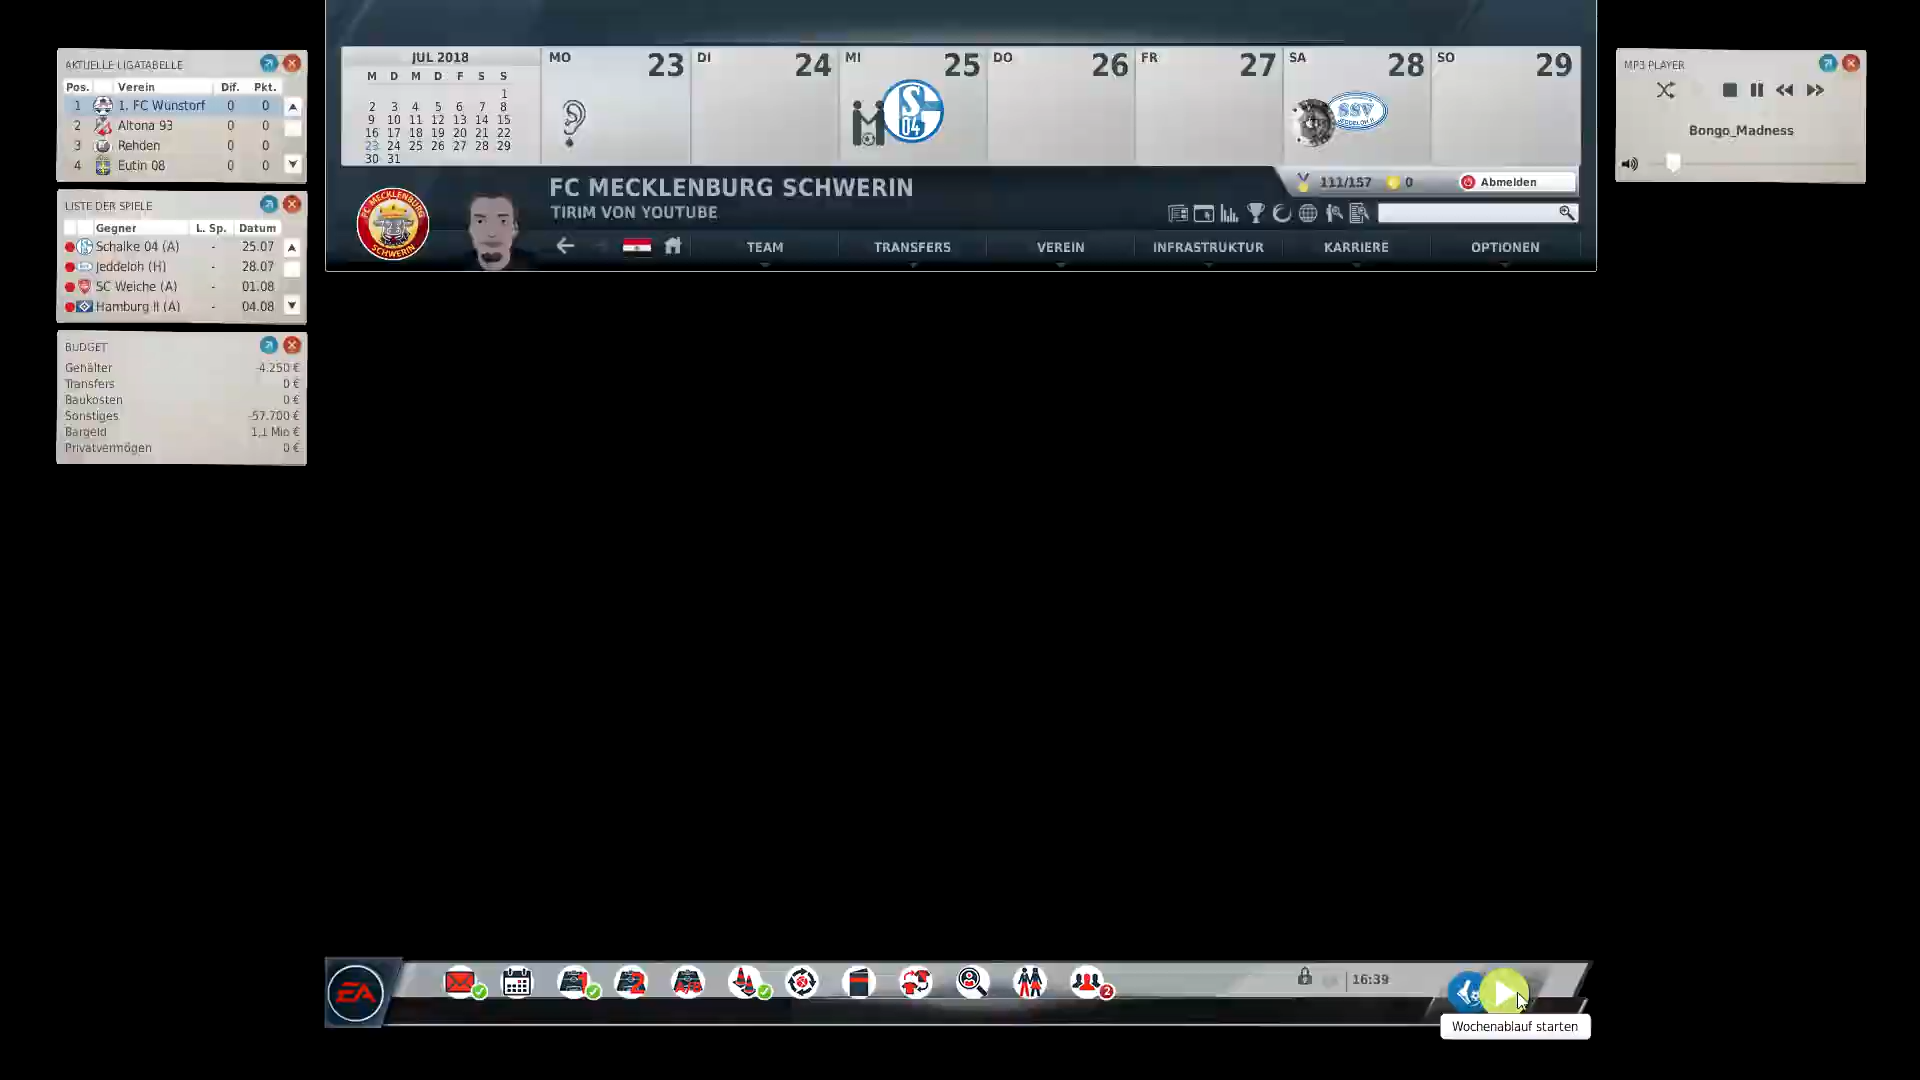 AKTUELLE LIGATABELLE
Pos. Verein Dif. Pkt.
1 1. FC Wunstorf 0 0
2 Altona 93 0 0
3 Rehden 0 0
4 Eutin 08 0 0
LISTE DER SPIELE
Gegner L. Sp. Datum
Schalke 04 (A) - 25.07
Jeddeloh (H) - 28.07
SC Weiche (A) - 01.08
Hamburg II (A) - 04.08
BUDGET
Gehälter -4.250 €
Transfers 0 €
Baukosten 0 €
Sonstiges -57.700 €
Bargeld 1,1 Mio €
Privatvermögen 0 €
JUL 2018
M D M D F S S
1
2 3 4 5 6 7 8
9 10 11 12 13 14 15
16 17 18 19 20 21 22
23 24 25 26 27 28 29
30 31
MO 23
DI 24
MI 25
S 04
DO 26
FR 27
SA 28
SSV
JEDDELOH
SO 29
FC MECKLENBURG
SCHWERIN
FC MECKLENBURG SCHWERIN
TIRIM VON YOUTUBE
111/157 0 Abmelden
TEAM TRANSFERS VEREIN INFRASTRUKTUR KARRIERE OPTIONEN
MP3 PLAYER
Bongo_Madness
EA
1
2
A/B
2
16:39
Wochenablauf starten